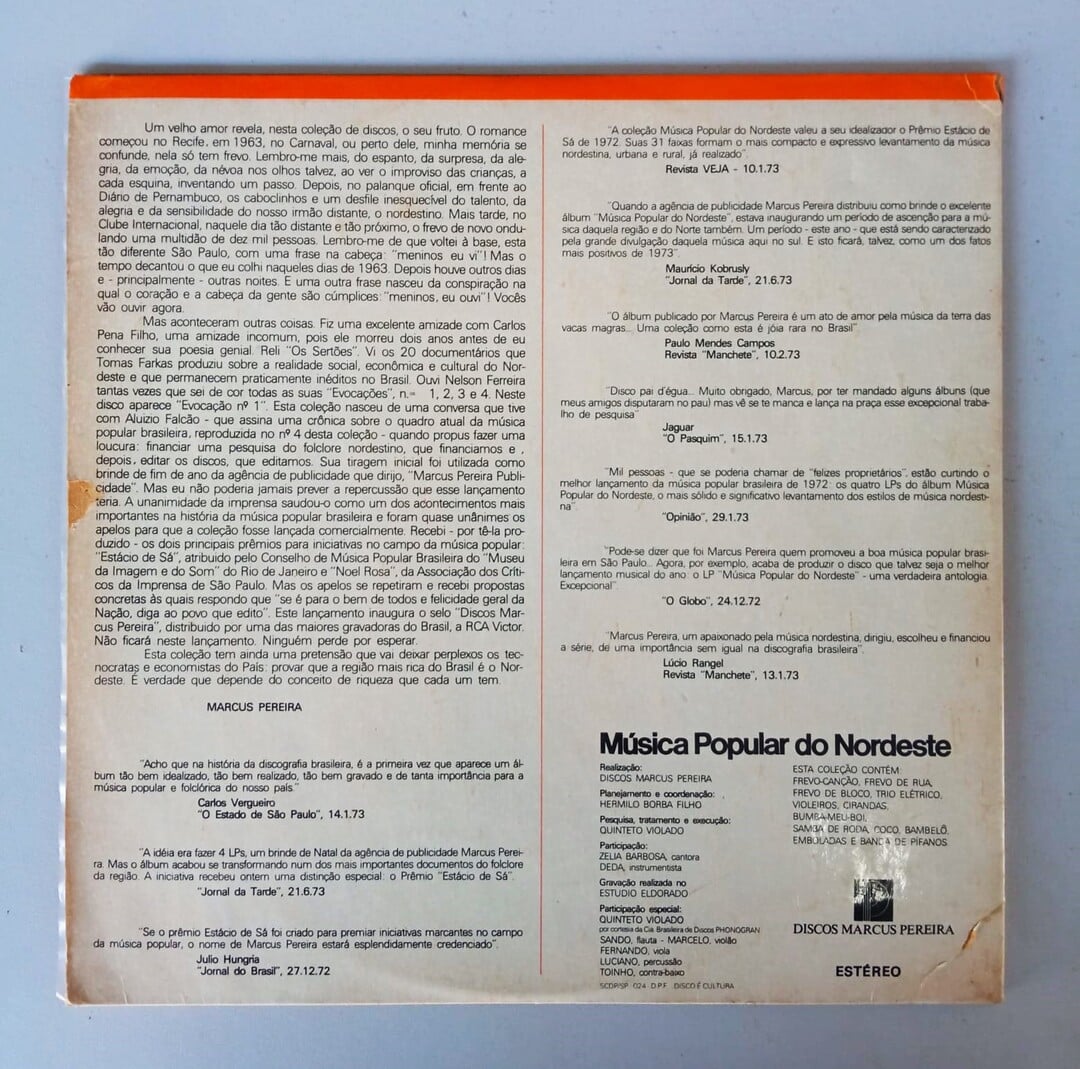 Um velho amor revela, nesta coleção de discos, o seu fruto. O romance
começou no Recife, em 1963, no Carnaval, ou perto dele, minha memória se
confunde, nela só tem frevo. Lembro-me mais, do espanto, da surpresa, da ale-
gria, da emoção, da névoa nos olhos talvez, ao ver o improviso das crianças, a
cada esquina, inventando um passo. Depois, no palanque oficial, em frente ao
Diário de Pernambuco, os caboclinhos e um desfile inesquecível do talento, da
alegria e da sensibilidade do nosso irmão distante, o nordestino. Mais tarde, no
Clube Internacional, naquele dia tão distante e tão próximo, o frevo de novo ondu-
lando uma multidão de dez mil pessoas. Lembro-me de que voltei à base, esta
tão diferente São Paulo, com uma frase na cabeça: "meninos eu vi"! Mas o
tempo decantou o que eu colhi naqueles dias de 1963. Depois houve outros dias
e - principalmente - outras noites. E uma outra frase nasceu da conspiração na
qual o coração e a cabeça da gente são cúmplices: "meninos, eu ouvi"! Vocês
vão ouvir agora.
Mas aconteceram outras coisas. Fiz uma excelente amizade com Carlos
Pena Filho, uma amizade incomum, pois ele morreu dois anos antes de eu
conhecer sua poesia genial. Reli "Os Sertões". Vi os 20 documentários que
Tomas Farkas produziu sobre a realidade social, econômica e cultural do Nor-
deste e que permanecem praticamente inéditos no Brasil. Ouvi Nelson Ferreira
tantas vezes que sei de cor todas as suas "Evocações", n.= 1, 2, 3 e 4. Neste
disco aparece "Evocação nº 1". Esta coleção nasceu de uma conversa que tive
com Aluizio Falcão - que assina uma crônica sobre o quadro atual da música
popular brasileira, reproduzida no nº 4 desta coleção - quando propus fazer uma
loucura: financiar uma pesquisa do folclore nordestino, que financiamos e ,
depois, editar os discos, que editamos. Sua tiragem inicial foi utilizada como
brinde de fim de ano da agência de publicidade que dirijo, "Marcus Pereira Publi-
cidade". Mas eu não poderia jamais prever a repercussão que esse lançamento
teria. A unanimidade da imprensa saudou-o como um dos acontecimentos mais
importantes na história da música popular brasileira e foram quase unânimes os
apelos para que a coleção fosse lançada comercialmente. Recebi - por tê-la pro-
duzido - os dois principais prêmios para iniciativas no campo da música popular:
"Estácio de Sá", atribuido pelo Conselho de Música Popular Brasileira do "Museu
da Imagem e do Som" do Rio de Janeiro e "Noel Rosa", da Associação dos Críti-
cos da Imprensa de São Paulo. Mas os apelos se repetiram e recebi propostas
concretas às quais respondo que "se é para o bem de todos e felicidade geral da
Nação, diga ao povo que edito". Este lançamento inaugura o selo "Discos Mar-
cus Pereira", distribuido por uma das maiores gravadoras do Brasil, a RCA Victor.
Não ficará neste lançamento. Ninguém perde por esperar.
Esta coleção tem ainda uma pretensão que vai deixar perplexos os tec-
nocratas e economistas do País: provar que a região mais rica do Brasil é o Nor-
deste. É verdade que depende do conceito de riqueza que cada um tem.
MARCUS PEREIRA
"Acho que na história da discografia brasileira, é a primeira vez que aparece um ál-
bum tão bem idealizado, tão bem realizado, tão bem gravado e de tanta importância para a
música popular e folclórica do nosso país."
Carlos Vergueiro
"O Estado de São Paulo", 14.1.73
"A idéia era fazer 4 LPs, um brinde de Natal da agência de publicidade Marcus Perei-
ra. Mas o álbum acabou se transformando num dos mais importantes documentos do folclore
da região. A iniciativa recebeu ontem uma distinção especial: o Prêmio "Estácio de Sá".
"Jornal da Tarde", 21.6.73
"Se o prêmio Estácio de Sá foi criado para premiar iniciativas marcantes no campo
da música popular, o nome de Marcus Pereira estará esplendidamente credenciado".
Julio Hungria
"Jornal do Brasil", 27.12.72
"A coleção Música Popular do Nordeste valeu a seu idealizador o Prêmio Estácio de
Sá de 1972. Suas 31 faixas formam o mais compacto e expressivo levantamento da música
nordestina, urbana e rural, já realizado".
Revista VEJA - 10.1.73
"Quando a agência de publicidade Marcus Pereira distribuiu como brinde o excelente
álbum "Música Popular do Nordeste", estava inaugurando um período de ascenção para a mú-
sica daquela região e do Norte também. Um período - este ano - que está sendo caracterizado
pela grande divulgação daquela música aqui no sul. E isto ficará, talvez, como um dos fatos
mais positivos de 1973".
Maurício Kobrusly
"Jornal da Tarde", 21.6.73
"O álbum publicado por Marcus Pereira é um ato de amor pela música da terra das
vacas magras... Uma coleção como esta é jóia rara no Brasil".
Paulo Mendes Campos
Revista "Manchete", 10.2.73
"Disco pai d'égua... Muito obrigado, Marcus, por ter mandado alguns álbuns (que
meus amigos disputaram no pau) mas vê se te manca e lança na praça esse excepcional traba-
lho de pesquisa"
Jaguar
"O Pasquim", 15.1.73
"Mil pessoas - que se poderia chamar de "felizes proprietários", estão curtindo o
melhor lançamento da música popular brasileira de 1972: os quatro LPs do álbum Música
Popular do Nordeste, o mais sólido e significativo levantamento dos estilos de música nordesti-
na".
"Opinião", 29.1.73
"Pode-se dizer que foi Marcus Pereira quem promoveu a boa música popular brasi-
leira em São Paulo... Agora, por exemplo, acaba de produzir o disco que talvez seja o melhor
lançamento musical do ano: o LP "Música Popular do Nordeste" - uma verdadeira antologia.
Excepcional".
"O Globo", 24.12.72
"Marcus Pereira, um apaixonado pela música nordestina, dirigiu, escolheu e financiou
a série, de uma importância sem igual na discografia brasileira".
Lúcio Rangel
Revista "Manchete", 13.1.73
Música Popular do Nordeste
Realização:
DISCOS MARCUS PEREIRA
Planejamento e coordenação:
HERMILO BORBA FILHO
Pesquisa, tratamento e execução:
QUINTETO VIOLADO
Participação:
ZELIA BARBOSA, cantora
DEDA, instrumentista
Gravação realizada no
ESTUDIO ELDORADO
Participação especial:
QUINTETO VIOLADO
por cortesia da Cia. Brasileira de Discos PHONOGRAN
SANDO, flauta - MARCELO, violão
FERNANDO, viola
LUCIANO, percussão
TOINHO, contra-baixo
SCDP/SP 024 D.P.F. DISCO É CULTURA
ESTA COLEÇÃO CONTÉM:
FREVO-CANÇÃO, FREVO DE RUA,
FREVO DE BLOCO, TRIO ELÉTRICO,
VIOLEIROS, CIRANDAS,
BUMBA-MEU-BOI,
SAMBA DE RODA, COCO, BAMBELÔ,
EMBOLADAS E BANDA DE PIFANOS
DISCOS MARCUS PEREIRA
ESTÉREO